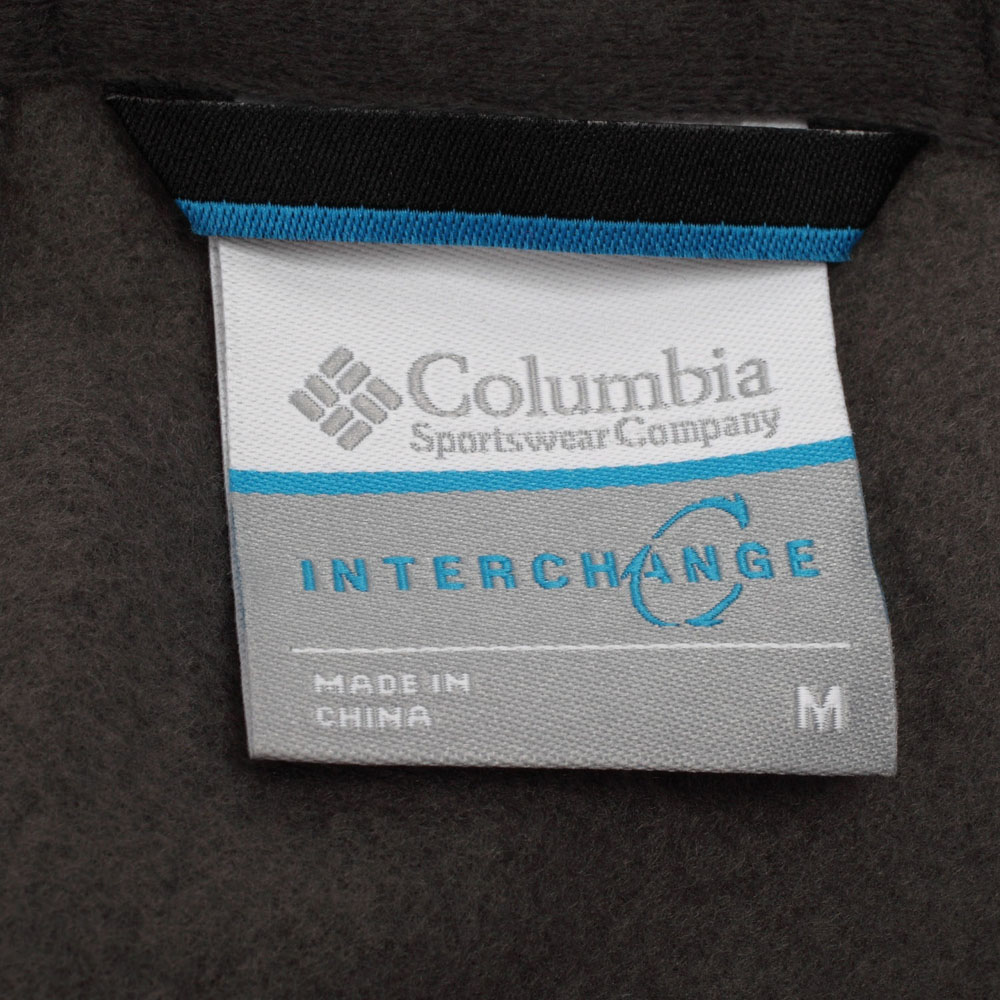 Columbia
Sportswear Company
INTERCHANGE
MADE IN
CHINA
M